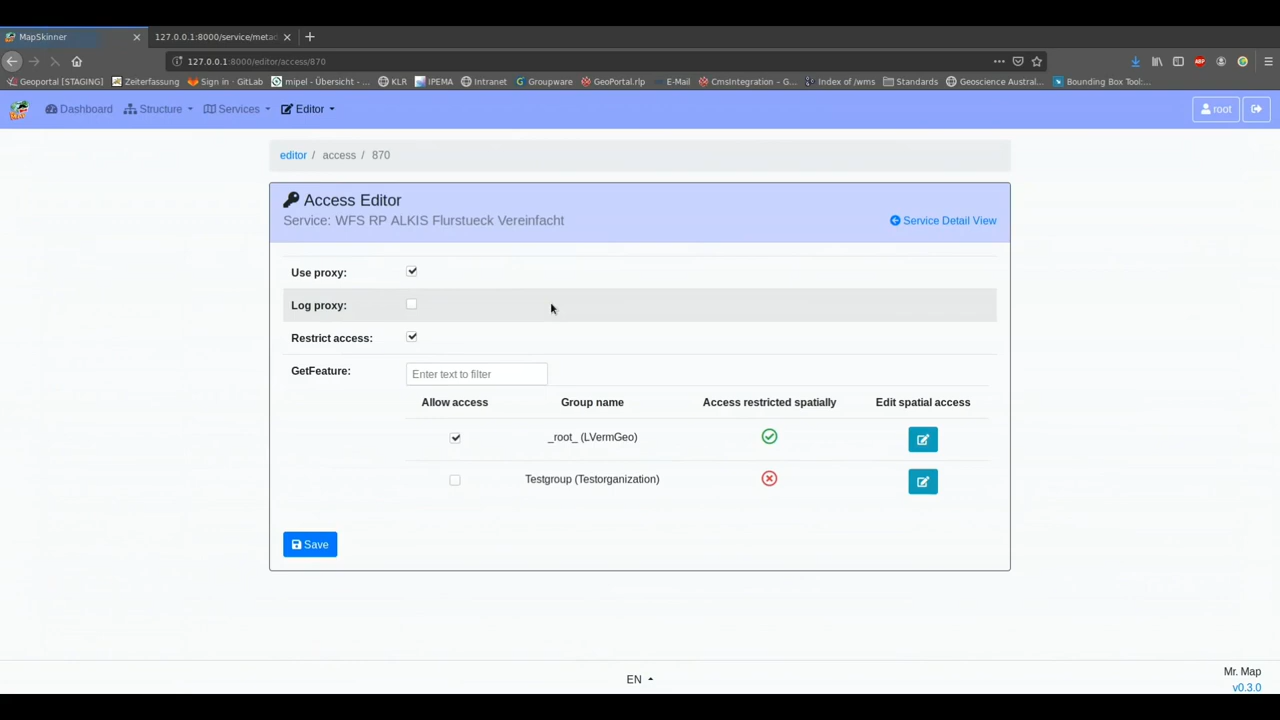 MapSkinner
127.0.0.1:8000/service/metad
127.0.0.1:8000/editor/access/870
Geoportal [STAGING] Zeiterfassung Sign in · GitLab mipel - Übersicht - ... KLR IPEMA Intranet Groupware GeoPortal.rlp E-Mail CmsIntegration – G... Index of /wms Standards Geoscience Austral... Bounding Box Tool:...
Dashboard Structure Services Editor root
editor / access / 870
Access Editor
Service: WFS RP ALKIS Flurstueck Vereinfacht
Service Detail View
Use proxy:
Log proxy:
Restrict access:
GetFeature: Enter text to filter
Allow access Group name Access restricted spatially Edit spatial access
_root_ (LVermGeo)
Testgroup (Testorganization)
Save
EN
Mr. Map
v0.3.0